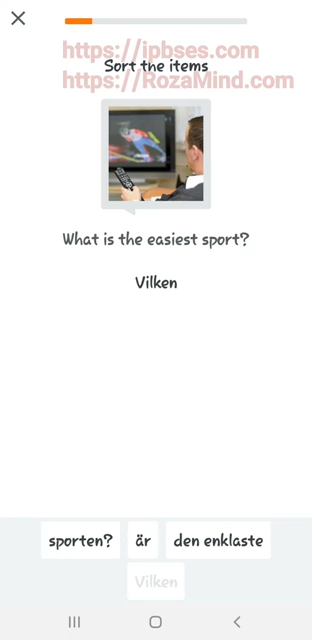 https://ipbses.com
Sort the items
https://RozaMind.com
What is the easiest sport?
Vilken
sporten?
är
den enklaste
Vilken